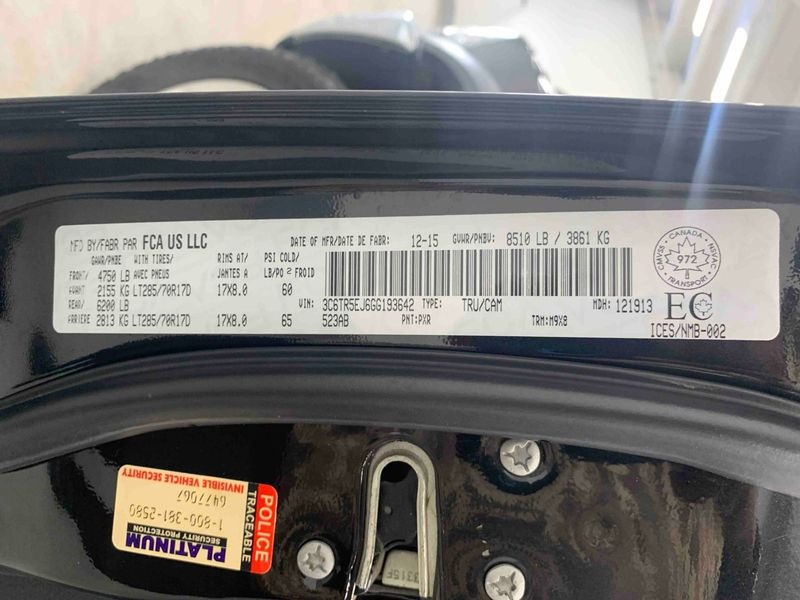 MFD BY/FABR PAR FCA US LLC
DATE OF MFR/DATE DE FABR: 12-15 GVWR/PNBV: 8510 LB / 3861 KG
GAWR/PNBE WITH TIRES/ RIMS AT/ PSI COLD/
FRONT/ 4750 LB AVEC PNEUS JANTES A LB/PO 2 FROID
AVANT 2155 KG LT285/70R17D 17X8.0 60
REAR/ 6200 LB
ARRIERE 2813 KG LT285/70R17D 17X8.0 65
VIN: 3C6TR5EJ6GG193642 TYPE: TRU/CAM MDH: 121913
523AB PNT:PXR TRM:M9X8
CANADA
CMVSS 972 NSVAC
TRANSPORT
EC
ICES/NMB-002
POLICE
TRACEABLE
INVISIBLE VEHICLE SECURITY
6477067
1-800-381-2580
SECURITY PROTECTION
PLATINUM
3315F